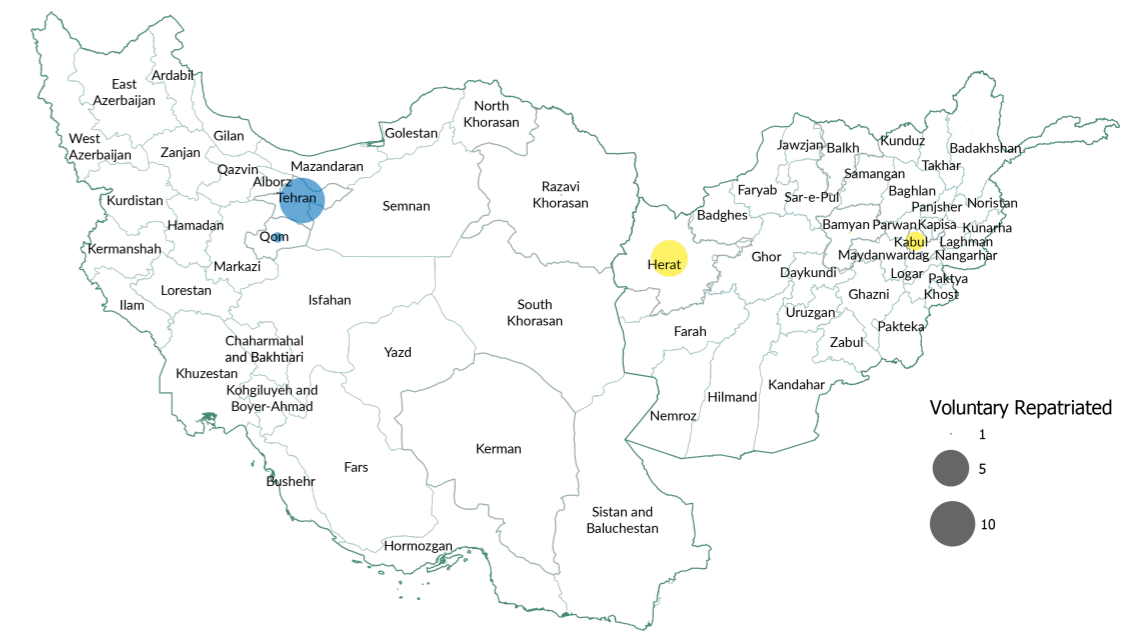 Ardabil
East
Azerbaijan
North
Khorasan
Golestan
Gilan
West
Azerbaijan
Zanjan
Qazvin
Mazandaran
Alborz
Tehran
Kurdistan
Semnan
Razavi
Khorasan
Hamadan
Qom
Kermanshah
Markazi
Lorestan
Ilam
Isfahan
South
Khorasan
Chaharmahal
and Bakhtiari
Yazd
Khuzestan
Kohgiluyeh and
Boyer-Ahmad
Kerman
Fars
Bushehr
Sistan and
Baluchestan
Hormozgan
Jawzjan
Balkh
Kunduz
Badakhshan
Takhar
Samangan
Faryab
Sar-e-Pul
Baghlan
Panjsher
Noristan
Badghes
Bamyan
Parwan
Kapisa
Kunarha
Kabul
Laghman
Herat
Ghor
Maydanwardag
Nangarhar
Daykundi
Logar
Paktya
Ghazni
Khost
Uruzgan
Farah
Pakteka
Zabul
Kandahar
Hilmand
Nemroz
Voluntary Repatriated
1
5
10